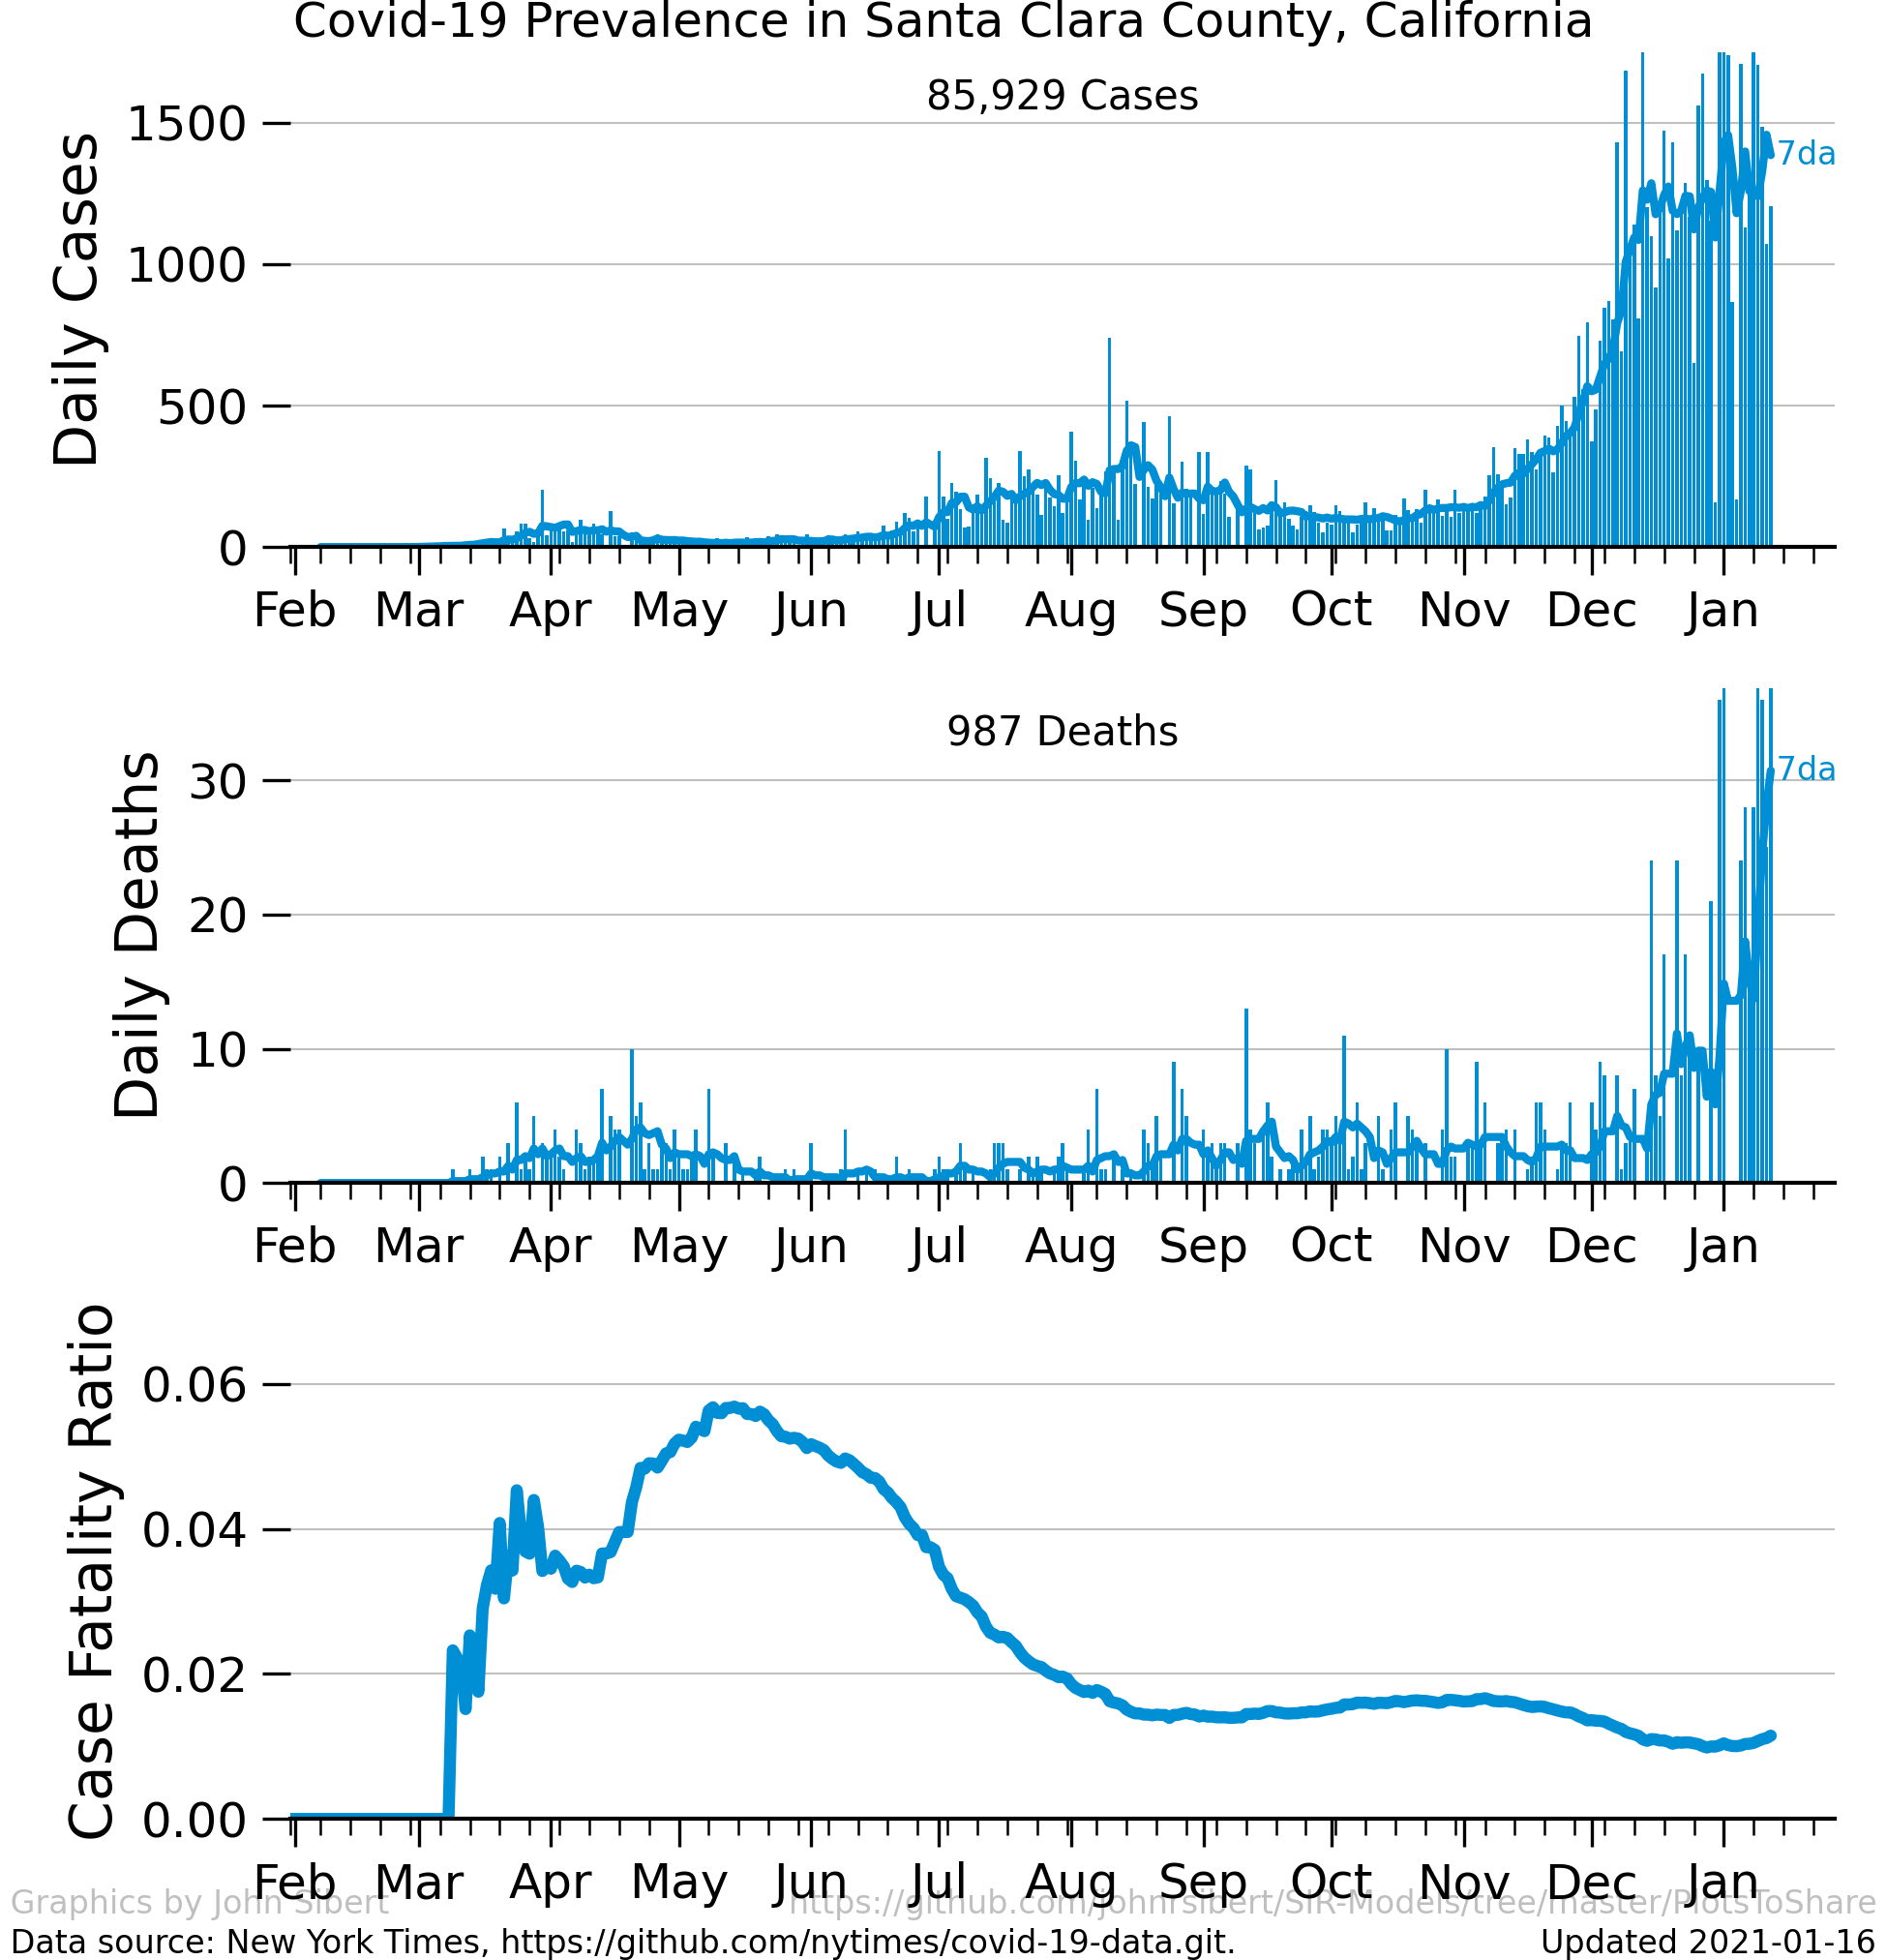 Covid-19 Prevalence in Santa Clara County, California
85,929 Cases
Daily Cases
1500
1000
500
0
7da
Feb Mar Apr May Jun Jul Aug Sep Oct Nov Dec Jan
987 Deaths
Daily Deaths
30
20
10
0
7da
Feb Mar Apr May Jun Jul Aug Sep Oct Nov Dec Jan
Case Fatality Ratio
0.06
0.04
0.02
0.00
Feb Mar Apr May Jun Jul Aug Sep Oct Nov Dec Jan
Graphics by John Sibert https://github.com/johnrsibert/SIR-Models/tree/master/PlotsToShare
Data source: New York Times, https://github.com/nytimes/covid-19-data.git. Updated 2021-01-16